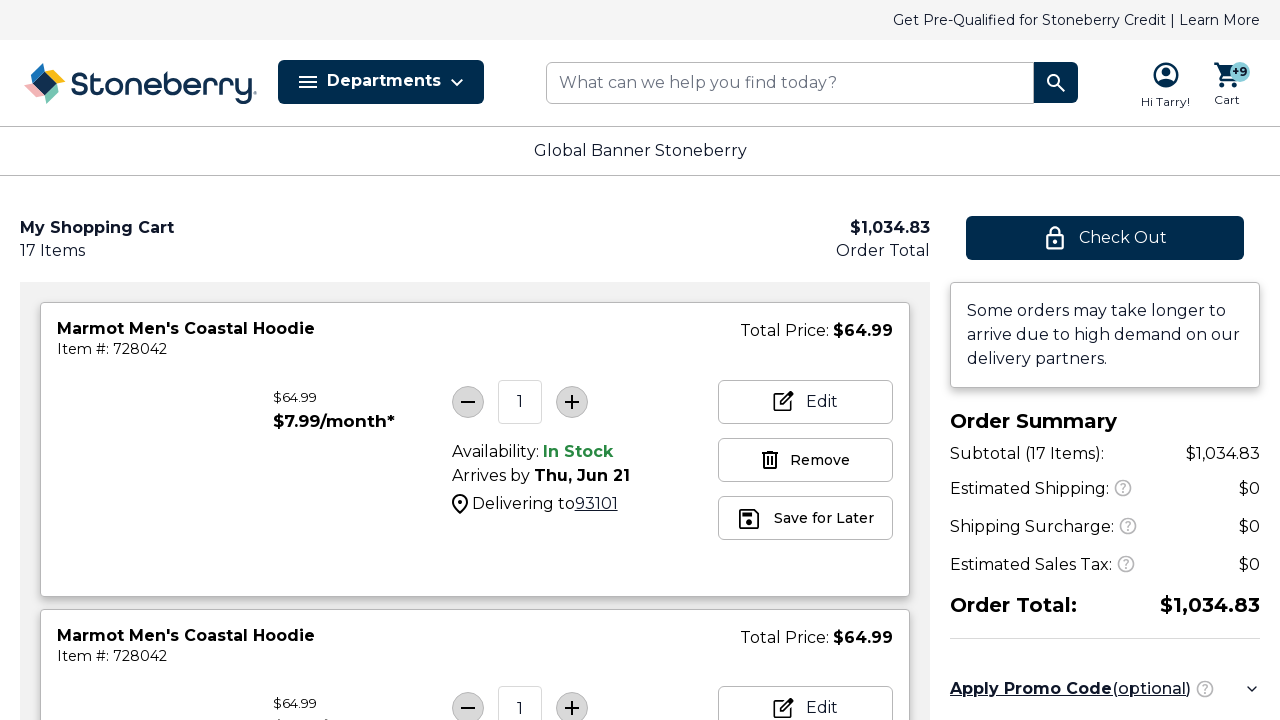 Get Pre-Qualified for Stoneberry Credit | Learn More
Stoneberry
Departments
What can we help you find today?
Hi Tarry!
+9
Cart
Global Banner Stoneberry
My Shopping Cart
17 Items
$1,034.83
Order Total
Check Out
Marmot Men's Coastal Hoodie
Item #: 728042
Total Price: $64.99
$64.99
$7.99/month*
1
Availability: In Stock
Arrives by Thu, Jun 21
Delivering to93101
Edit
Remove
Save for Later
Marmot Men's Coastal Hoodie
Item #: 728042
Total Price: $64.99
$64.99
1
Edit
Some orders may take longer to
arrive due to high demand on our
delivery partners.
Order Summary
Subtotal (17 Items): $1,034.83
Estimated Shipping: $0
Shipping Surcharge: $0
Estimated Sales Tax: $0
Order Total: $1,034.83
Apply Promo Code(optional)